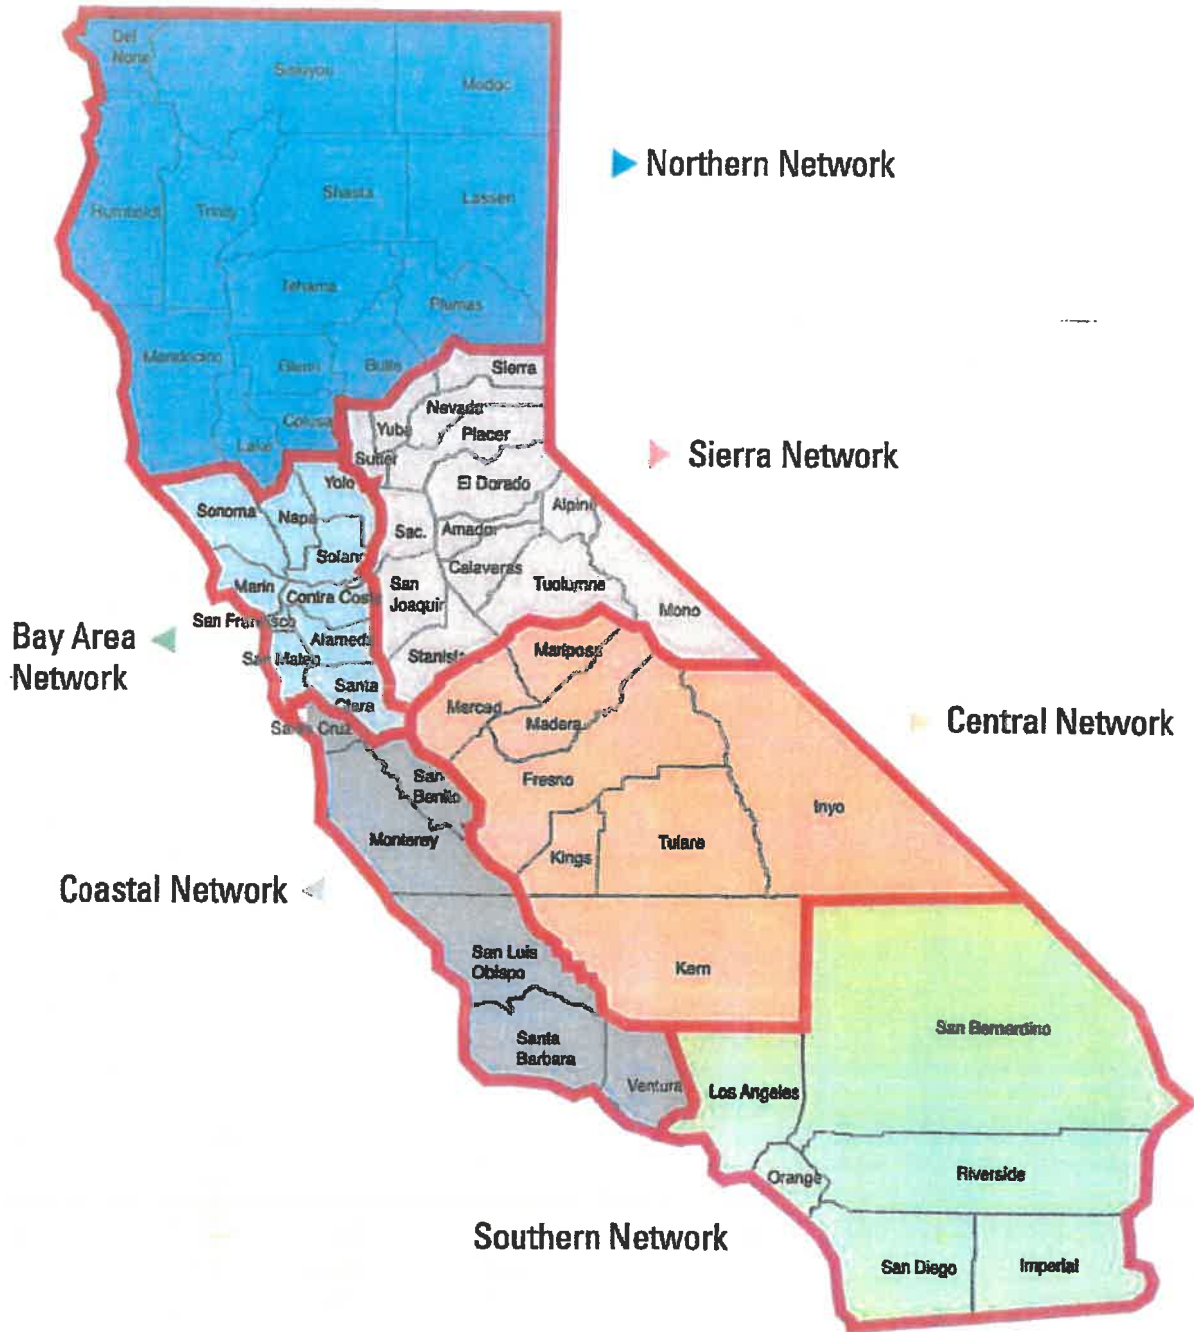 Del
Norte
Siskiyou
Modoc
Northern Network
Shasta
Lassen
Humboldt
Trinity
Tehama
Plumas
Mendocino
Glenn
Butte
Sierra
Nevada
Colusa
Yuba
Placer
Lake
Sutter
Sierra Network
Yolo
El Dorado
Sonoma
Napa
Alpine
Sac.
Amador
Solano
Calaveras
Marin
Contra Costa
San
Joaquin
Tuolumne
Mono
San Francisco
Bay Area
Network
Alameda
Mariposa
San Mateo
Stanisl
Santa
Clara
Merced
Santa Cruz
Madera
Central Network
San
Benito
Fresno
Inyo
Monterey
Tulare
Kings
Coastal Network
San Luis
Obispo
Kern
San Bernardino
Santa
Barbara
Ventura
Los Angeles
Orange
Riverside
Southern Network
San Diego
Imperial